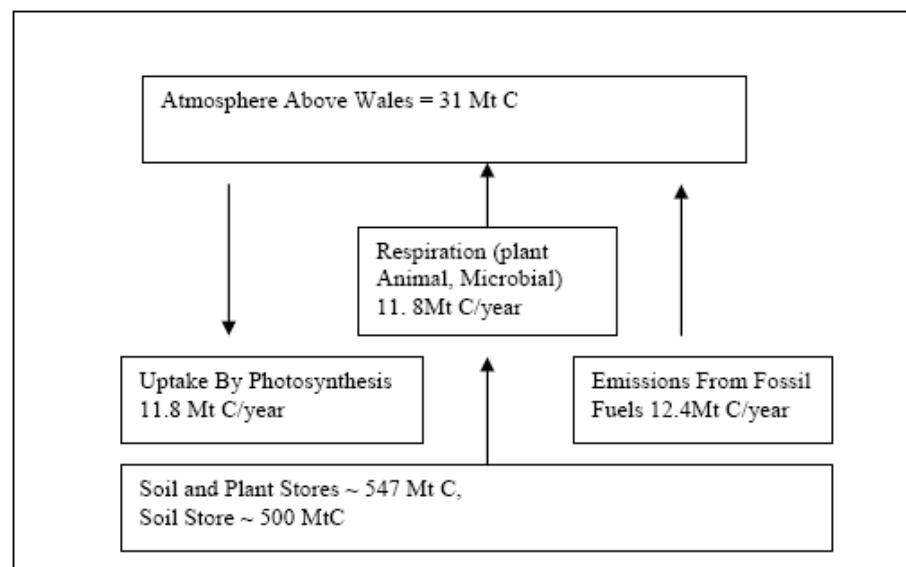 Atmosphere Above Wales = 31 Mt C
Respiration (plant
Animal, Microbial)
11. 8Mt C/year
Uptake By Photosynthesis
11.8 Mt C/year
Emissions From Fossil
Fuels 12.4Mt C/year
Soil and Plant Stores ~ 547 Mt C,
Soil Store ~ 500 MtC